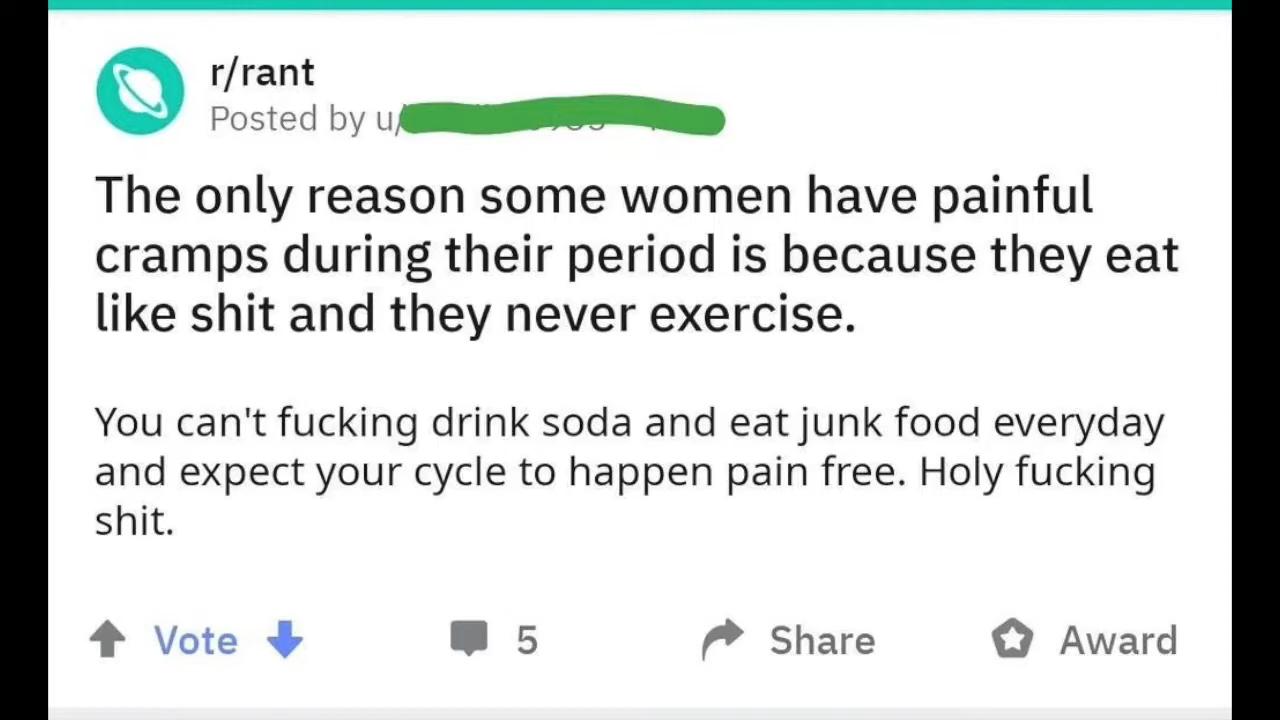 r/rant
Posted by u/
The only reason some women have painful
cramps during their period is because they eat
like shit and they never exercise.
You can't fucking drink soda and eat junk food everyday
and expect your cycle to happen pain free. Holy fucking
shit.
Vote 5 Share Award